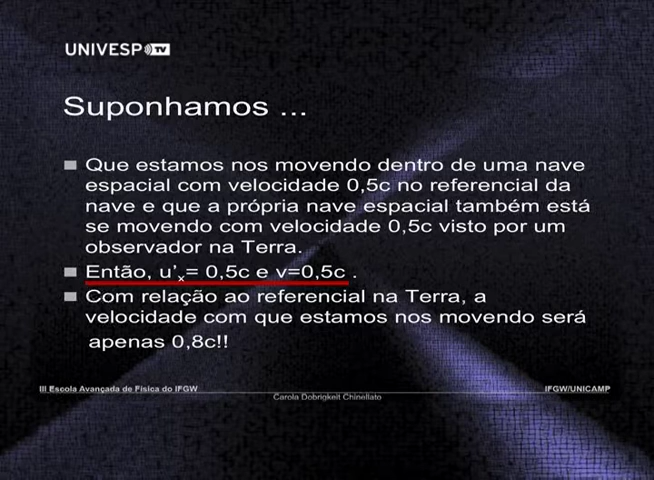 UNIVESP TV
Suponhamos ...
Que estamos nos movendo dentro de uma nave
espacial com velocidade 0,5c no referencial da
nave e que a própria nave espacial também está
se movendo com velocidade 0,5c visto por um
observador na Terra.
Então, u'x= 0,5c e v=0,5c .
Com relação ao referencial na Terra, a
velocidade com que estamos nos movendo será
apenas 0,8c!!
III Escola Avançada de Física do IFGW
IFGW/UNICAMP
Carola Dobrigkeit Chinellato